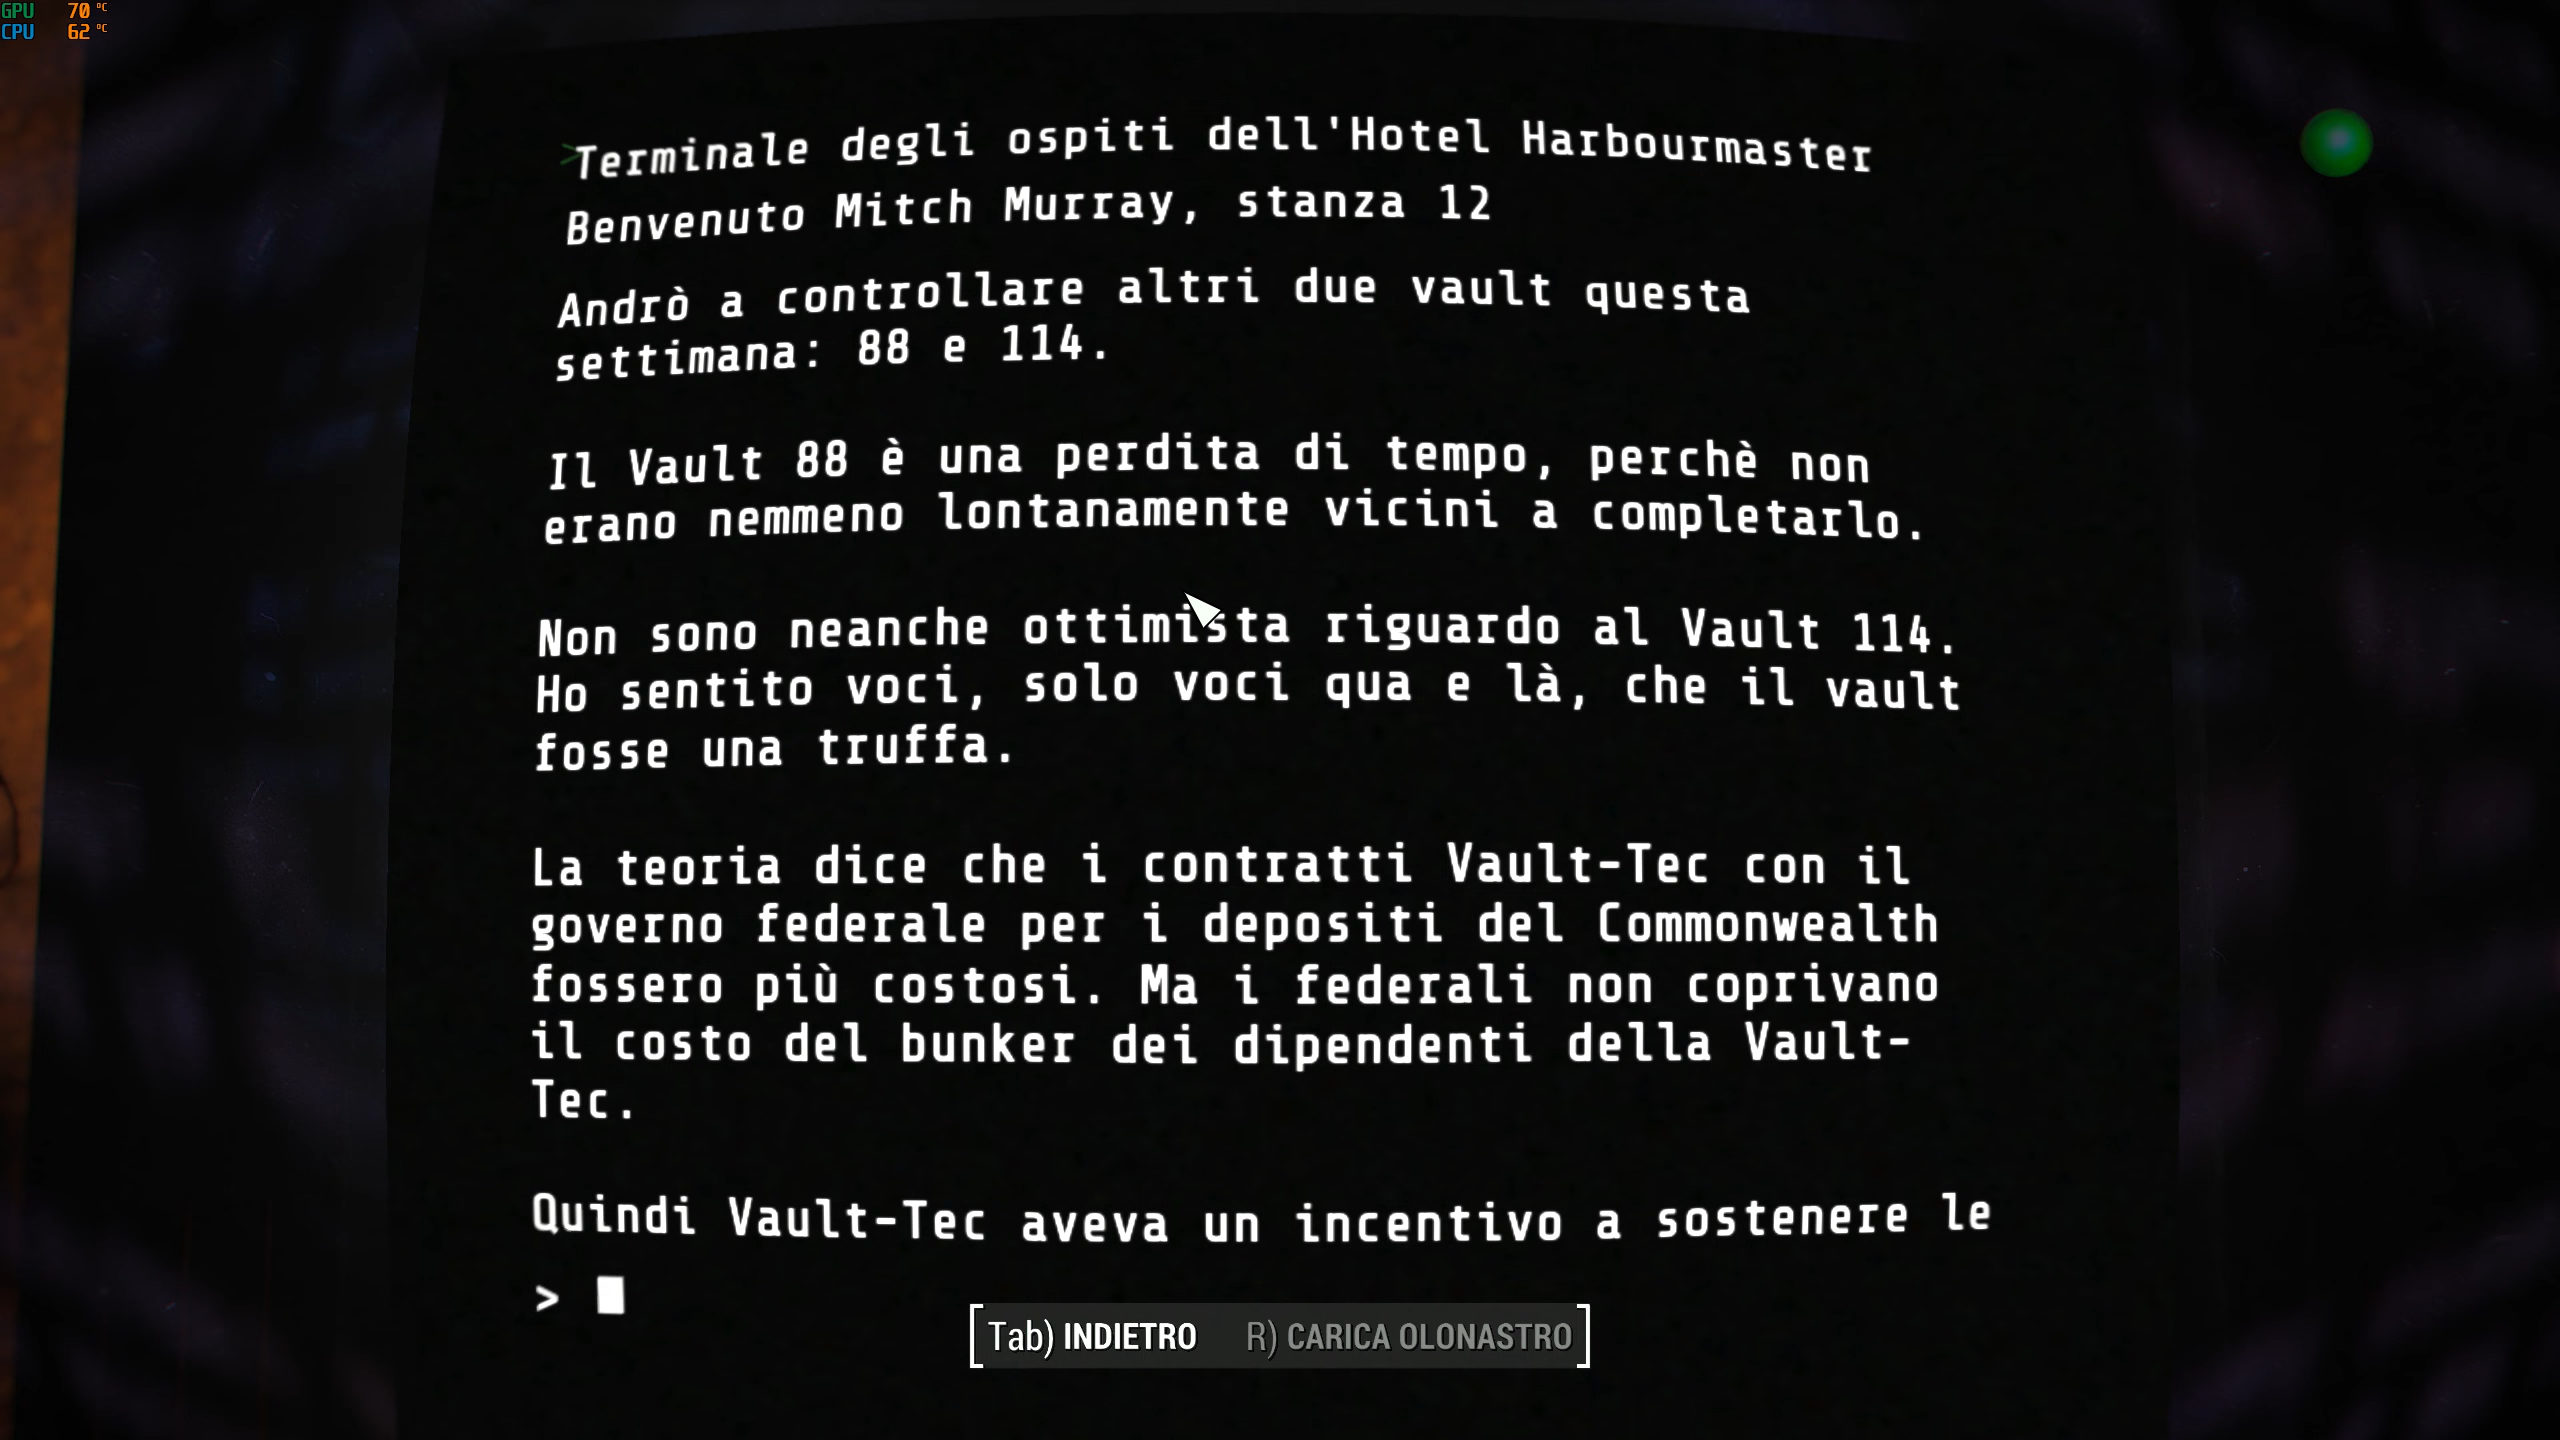 GPU 70 °C
CPU 62 °C
>Terminale degli ospiti dell'Hotel Harbourmaster
Benvenuto Mitch Murray, stanza 12
Andrò a controllare altri due vault questa
settimana: 88 e 114.
Il Vault 88 è una perdita di tempo, perchè non
erano nemmeno lontanamente vicini a completarlo.
Non sono neanche ottimista riguardo al Vault 114.
Ho sentito voci, solo voci qua e là, che il vault
fosse una truffa.
La teoria dice che i contratti Vault-Tec con il
governo federale per i depositi del Commonwealth
fossero più costosi. Ma i federali non coprivano
il costo del bunker dei dipendenti della Vault-
Tec.
Quindi Vault-Tec aveva un incentivo a sostenere le
>
Tab) INDIETRO R) CARICA OLONASTRO